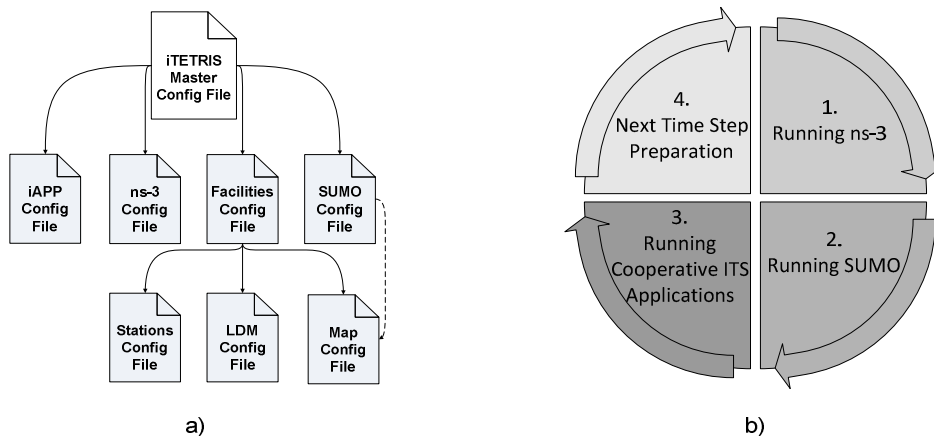 iTETRIS
Master
Config File
iAPP
Config
File
ns-3
Config
File
Facilities
Config
File
SUMO
Config
File
Stations
Config
File
LDM
Config
File
Map
Config
File
a)
4.
Next Time Step
Preparation
1.
Running ns-3
3.
Running
Cooperative ITS
Applications
2.
Running SUMO
b)